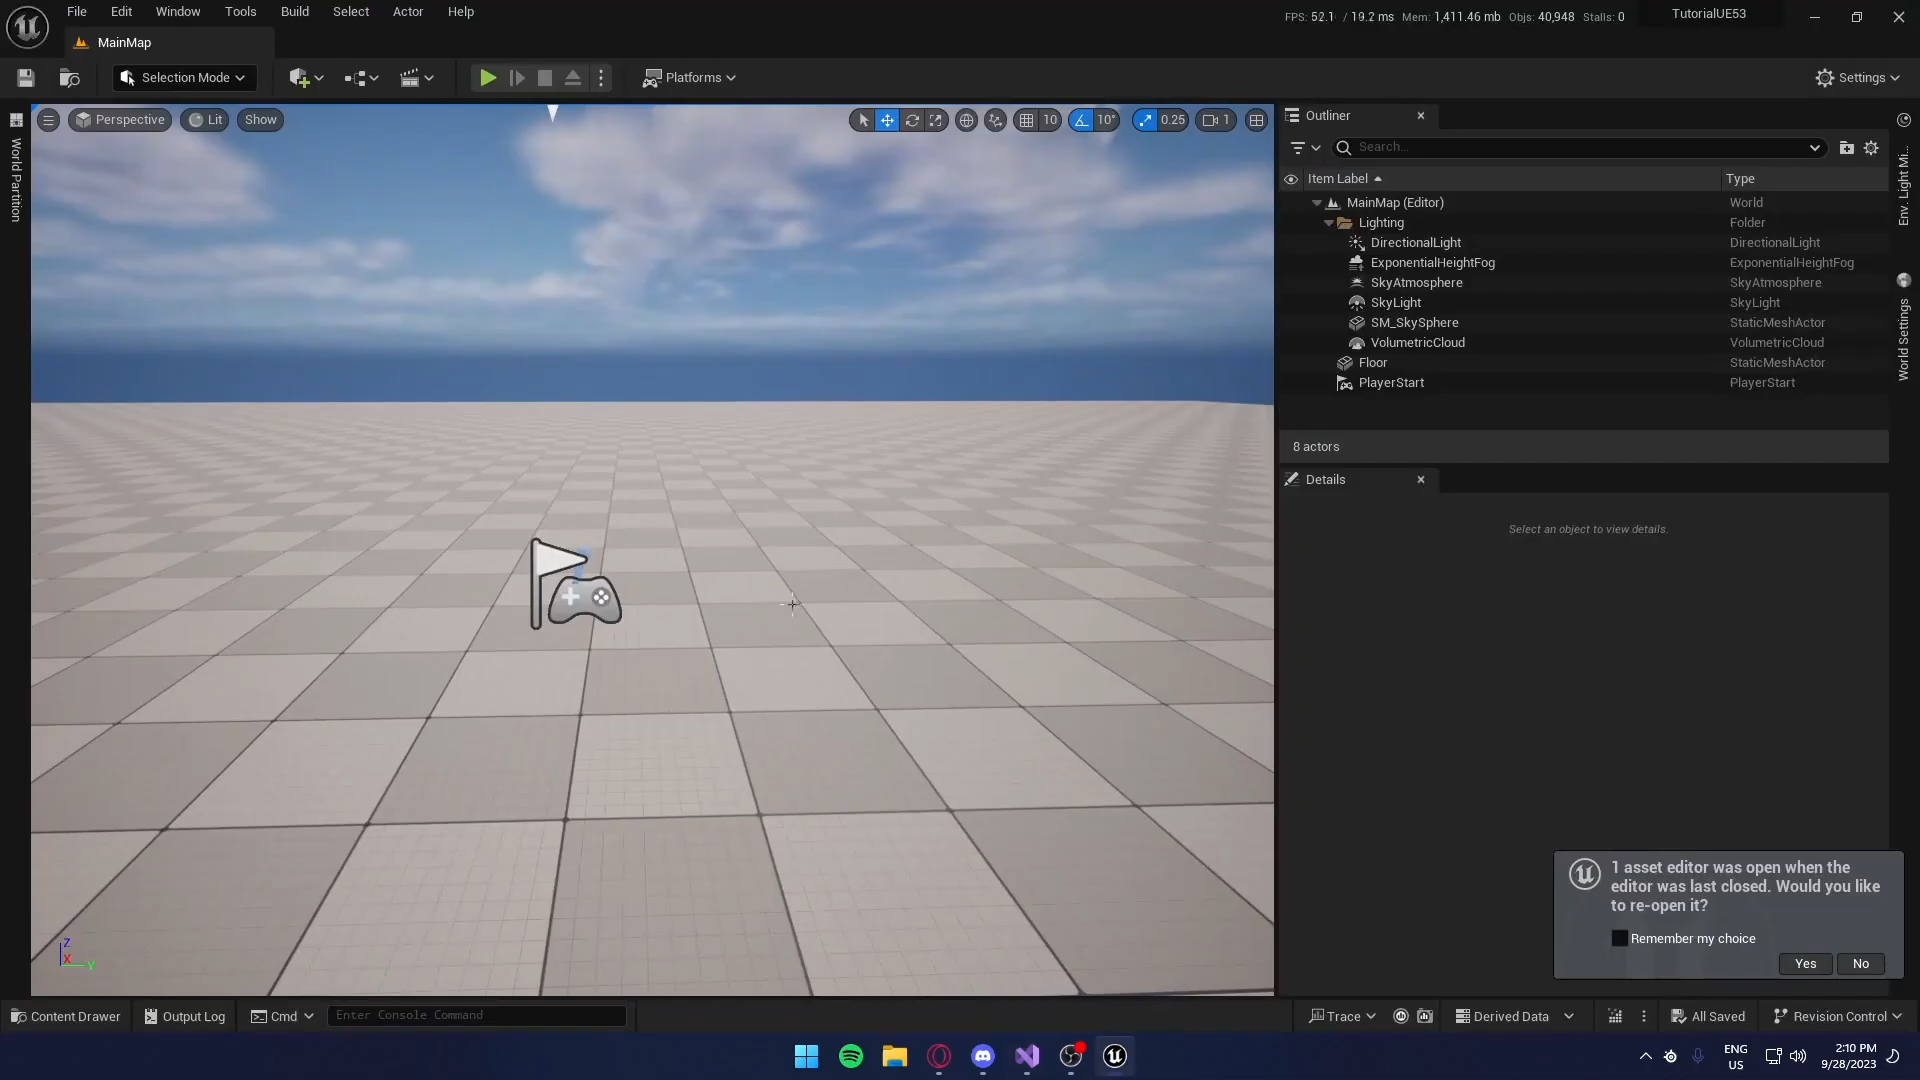 File Edit Window Tools Build Select Actor Help
FPS: 52.1 / 19.2 ms Mem: 1,411.46 mb Objs: 40,948 Stalls: 0
TutorialUE53
MainMap
Selection Mode
Platforms
Settings
World Partition
Perspective Lit Show
10 10° 0.25 1
Outliner
Search...
Item Label Type
MainMap (Editor) World
Lighting Folder
DirectionalLight DirectionalLight
ExponentialHeightFog ExponentialHeightFog
SkyAtmosphere SkyAtmosphere
SkyLight SkyLight
SM_SkySphere StaticMeshActor
VolumetricCloud VolumetricCloud
Floor StaticMeshActor
PlayerStart PlayerStart
8 actors
Details
Select an object to view details.
Env. Light Mi...
World Settings
Z
X
Y
1 asset editor was open when the
editor was last closed. Would you like
to re-open it?
Remember my choice
Yes No
Content Drawer Output Log Cmd Enter Console Command
Trace Derived Data All Saved Revision Control
ENG
US
2:10 PM
9/28/2023